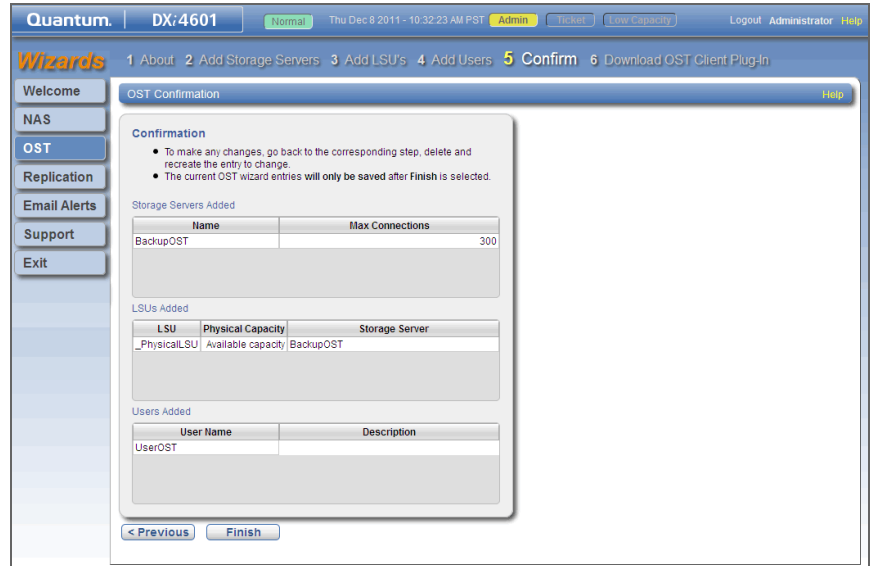 Quantum. DXi4601 Normal Thu Dec 8 2011 - 10:32:23 AM PST Admin Ticket Low Capacity Logout Administrator Help
Wizards 1 About 2 Add Storage Servers 3 Add LSU's 4 Add Users 5 Confirm 6 Download OST Client Plug-In
Welcome
NAS
OST
Replication
Email Alerts
Support
Exit
OST Confirmation Help
Confirmation
• To make any changes, go back to the corresponding step, delete and
recreate the entry to change.
• The current OST wizard entries will only be saved after Finish is selected.
Storage Servers Added
Name Max Connections
BackupOST 300
LSUs Added
LSU Physical Capacity Storage Server
_PhysicalLSU Available capacity BackupOST
Users Added
User Name Description
UserOST
< Previous Finish